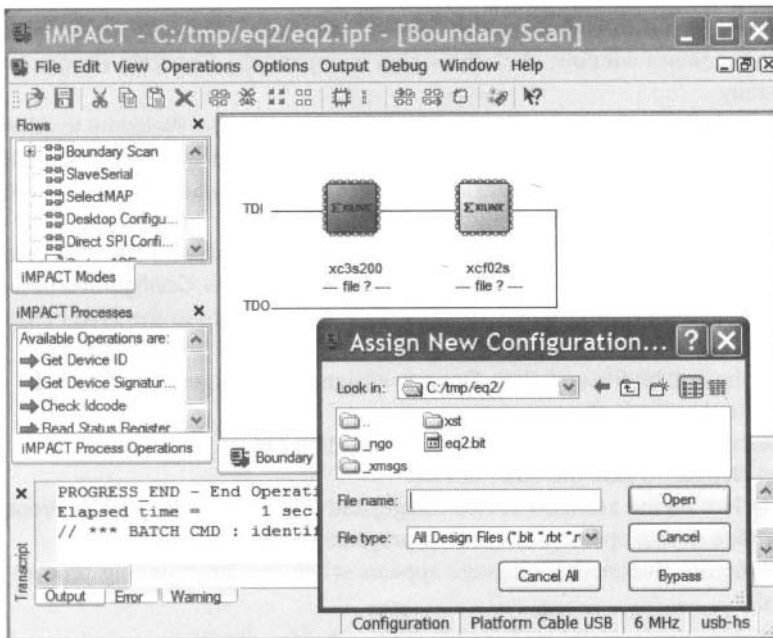 iMPACT - C:/tmp/eq2/eq2.ipf - [Boundary Scan]
File Edit View Operations Options Output Debug Window Help
Flows
Boundary Scan
SlaveSerial
SelectMAP
Desktop Configu...
Direct SPI Confi...
iMPACT Modes
iMPACT Processes
Available Operations are:
Get Device ID
Get Device Signatur...
Check Idcode
Read Status Register
iMPACT Process Operations
TDI
XILINX
XILINX
xc3s200
xcf02s
--- file ? ---
--- file ? ---
TDO
Boundary
Assign New Configuration...
Look in: C:/tmp/eq2/
..
xst
_ngo
eq2.bit
_xmsgs
File name:
Open
File type: All Design Files (*.bit *.rbt *.r
Cancel
Cancel All
Bypass
PROGRESS_END - End Operati
Elapsed time = 1 sec.
// *** BATCH CMD : identif
Transcript
Output Error Warning
Configuration Platform Cable USB 6 MHz usb-hs